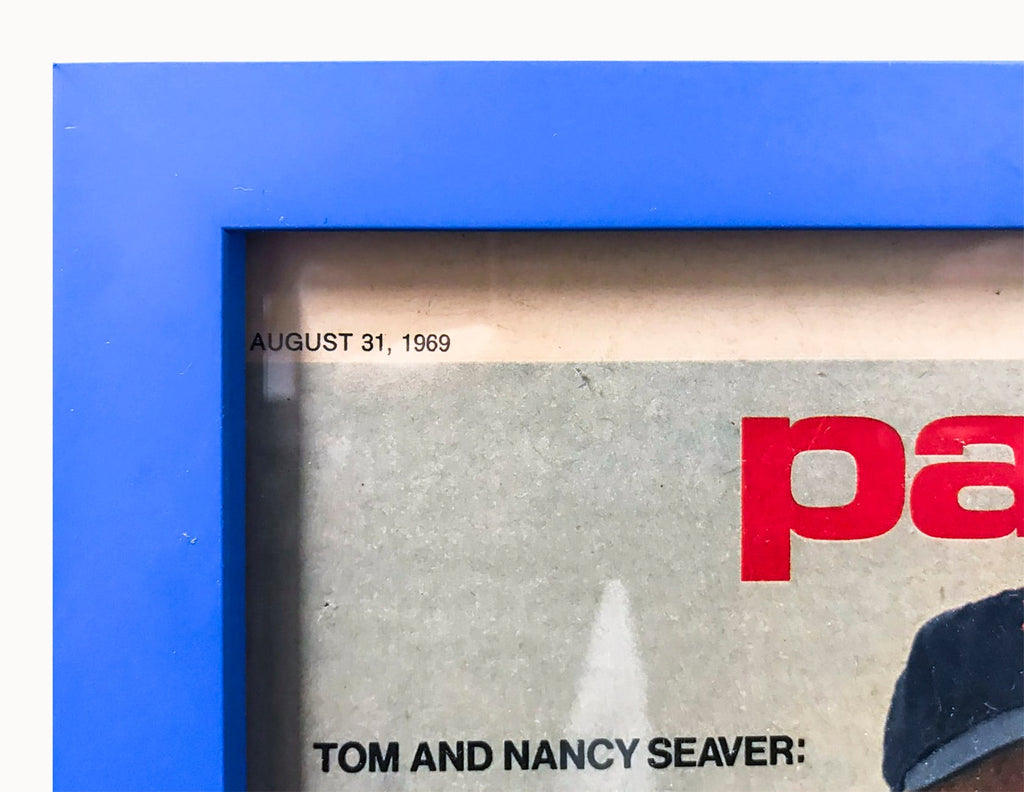 AUGUST 31, 1969
pa
TOM AND NANCY SEAVER: